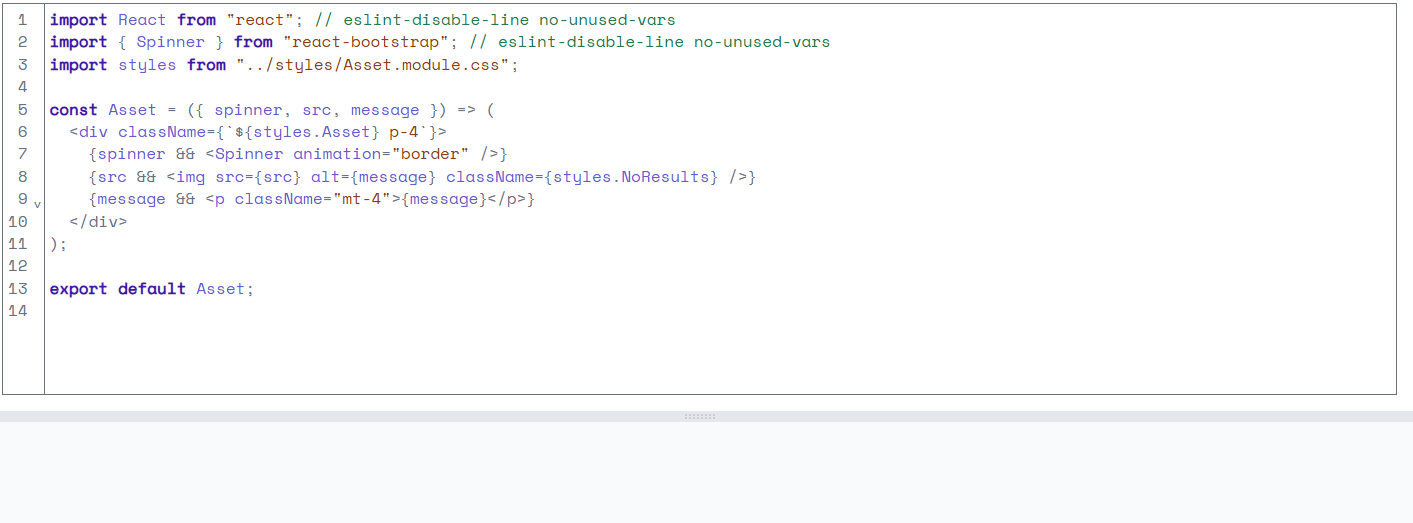 1 import React from "react"; // eslint-disable-line no-unused-vars
2 import { Spinner } from "react-bootstrap"; // eslint-disable-line no-unused-vars
3 import styles from "../styles/Asset.module.css";
4
5 const Asset = ({ spinner, src, message }) => (
6   <div className={`${styles.Asset} p-4`}>
7     {spinner && <Spinner animation="border" />}
8     {src && <img src={src} alt={message} className={styles.NoResults} />}
9 v     {message && <p className="mt-4">{message}</p>}
10   </div>
11 );
12
13 export default Asset;
14